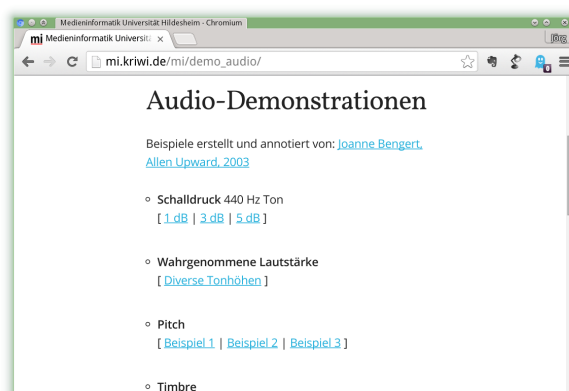 Medieninformatik Universität Hildesheim - Chromium
mi Medieninformatik Universitä
Jörg
mi.kriwi.de/mi/demo_audio/
Audio-Demonstrationen
Beispiele erstellt und annotiert von: Joanne Bengert,
Allen Upward, 2003
Schalldruck 440 Hz Ton
[ 1 dB | 3 dB | 5 dB ]
Wahrgenommene Lautstärke
[ Diverse Tonhöhen ]
Pitch
[ Beispiel 1 | Beispiel 2 | Beispiel 3 ]
Timbre